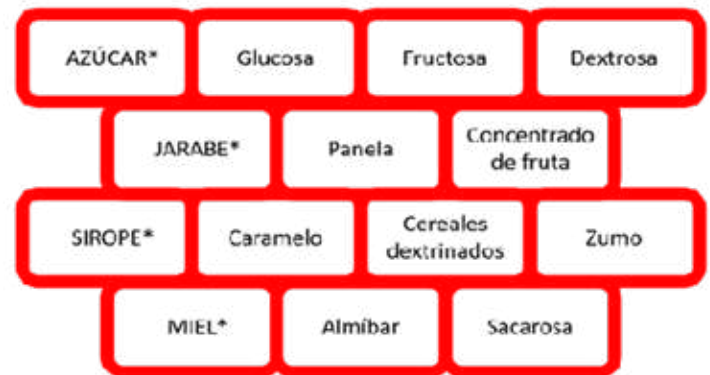 AZÚCAR* Glucosa Fructosa Dextrosa
JARABE* Panela Concentrado
de fruta
SIROPE* Caramelo Cereales
dextrinados Zumo
MIEL* Almíbar Sacarosa